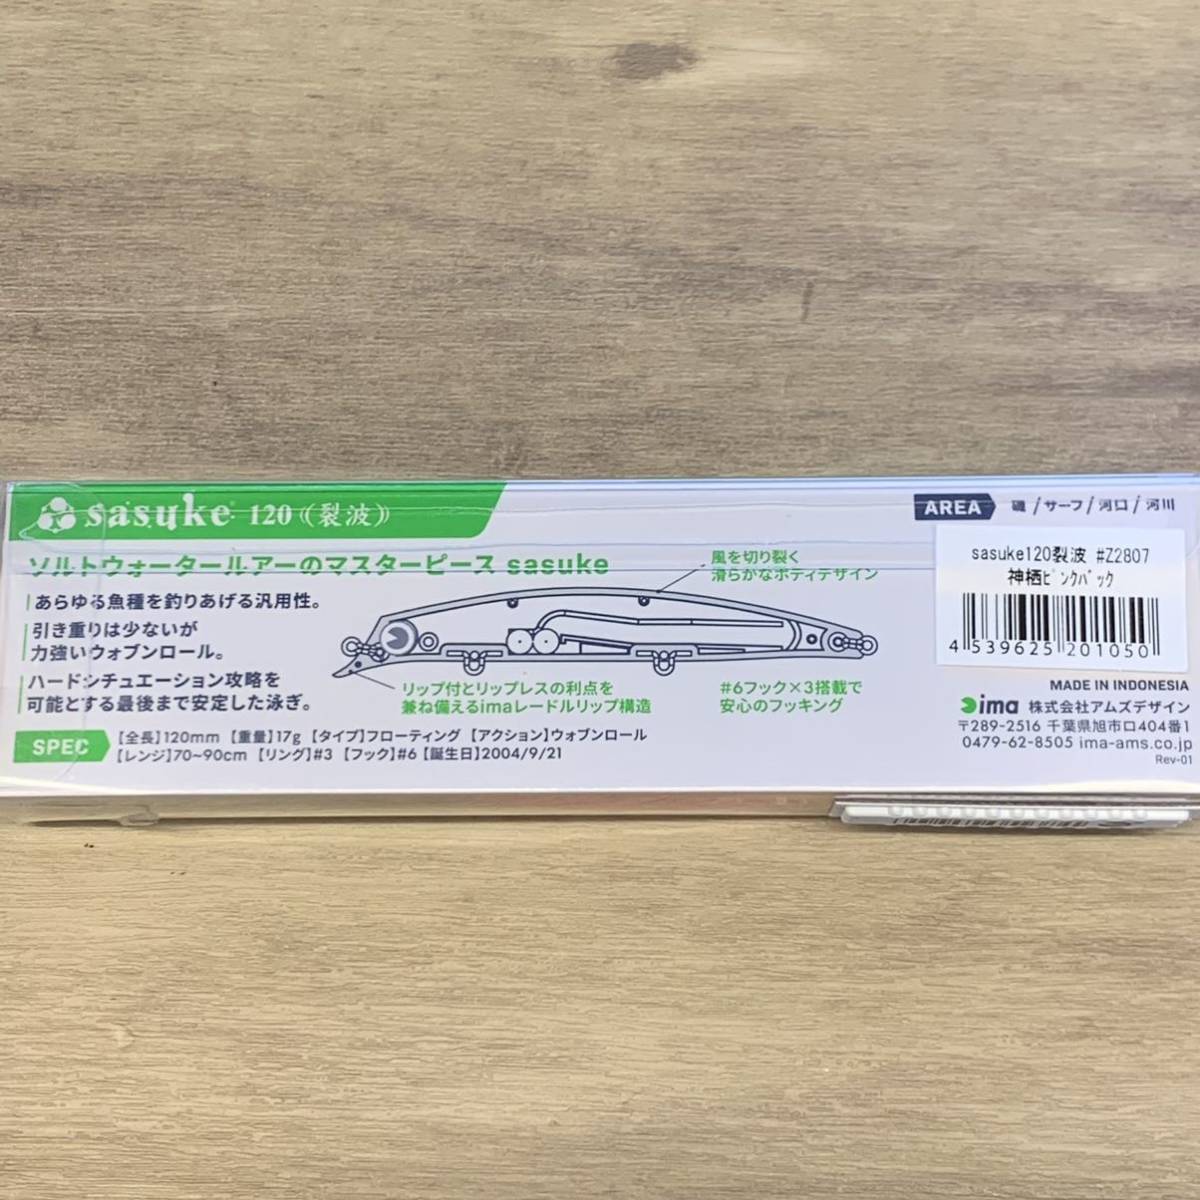 sasuke® 120 ((裂波))
AREA 磯 / サーフ / 河口 / 河川
ソルトウォータールアーのマスターピース sasuke
あらゆる魚種を釣りあげる汎用性。
引き重りは少ないが
力強いウォブンロール。
ハードシチュエーション攻略を
可能とする最後まで安定した泳ぎ。
風を切り裂く
滑らかなボディデザイン
リップ付とリップレスの利点を
兼ね備えるimaレードルリップ構造
#6フック×3搭載で
安心のフッキング
SPEC
【全長】120mm 【重量】17g 【タイプ】フローティング 【アクション】ウォブンロール
【レンジ】70~90cm 【リング】#3 【フック】#6 【誕生日】2004/9/21
sasuke120裂波 #Z2807
神栖ﾋﾟﾝｸﾊﾞｯｸ
4 539625 201050
MADE IN INDONESIA
ima 株式会社アムズデザイン
〒289-2516 千葉県旭市ロ404番1
0479-62-8505 ima-ams.co.jp
Rev-01